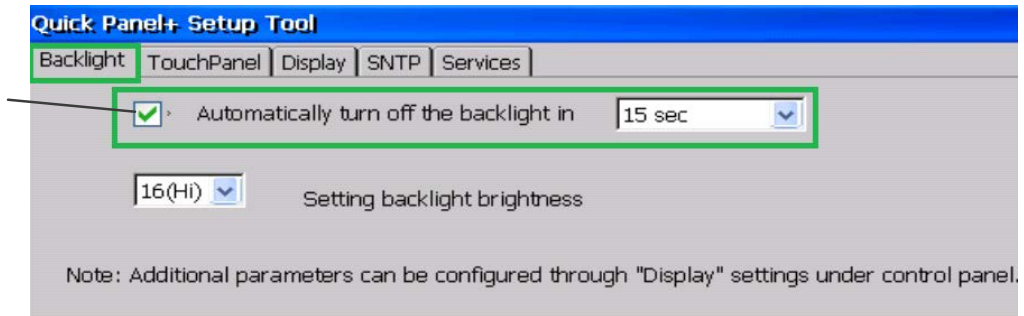 Quick Panel+ Setup Tool
Backlight TouchPanel Display SNTP Services
Automatically turn off the backlight in 15 sec
16(Hi) Setting backlight brightness
Note: Additional parameters can be configured through "Display" settings under control panel.